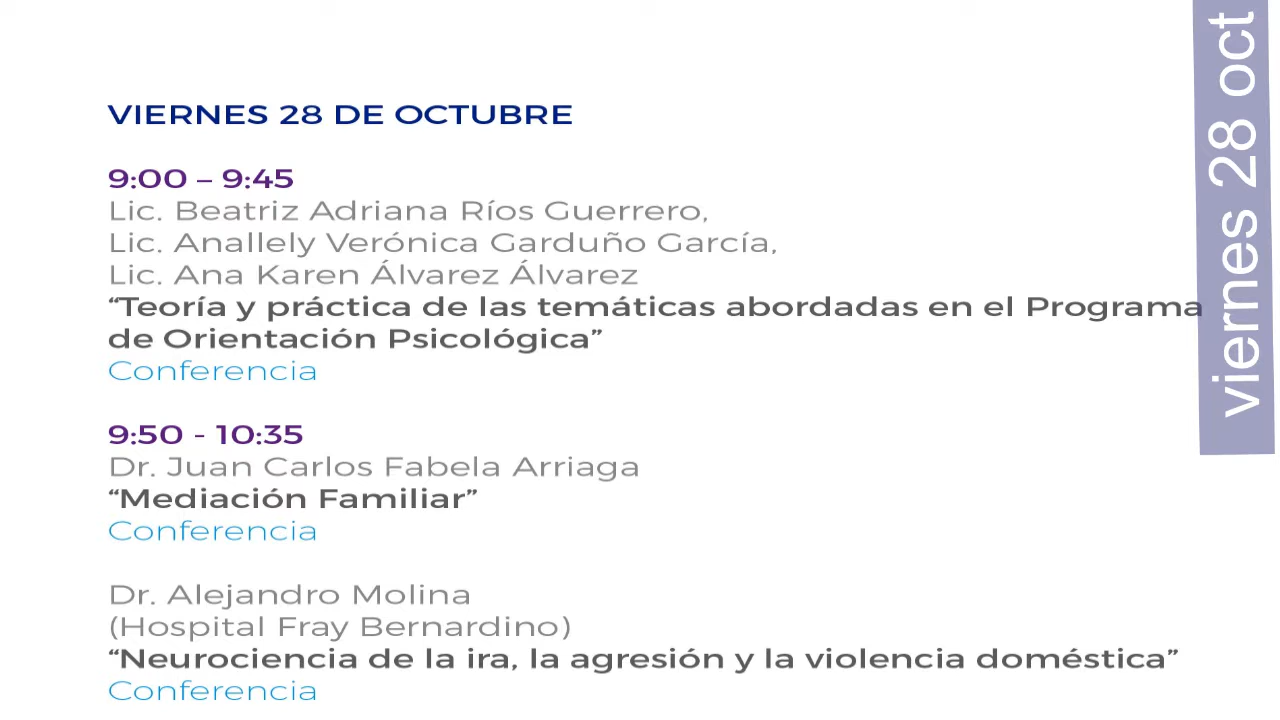 VIERNES 28 DE OCTUBRE
9:00 – 9:45
Lic. Beatriz Adriana Ríos Guerrero,
Lic. Anallely Verónica Garduño García,
Lic. Ana Karen Álvarez Álvarez
“Teoría y práctica de las temáticas abordadas en el Programa
de Orientación Psicológica”
Conferencia
9:50 - 10:35
Dr. Juan Carlos Fabela Arriaga
“Mediación Familiar”
Conferencia
Dr. Alejandro Molina
(Hospital Fray Bernardino)
“Neurociencia de la ira, la agresión y la violencia doméstica”
Conferencia
viernes 28 oct